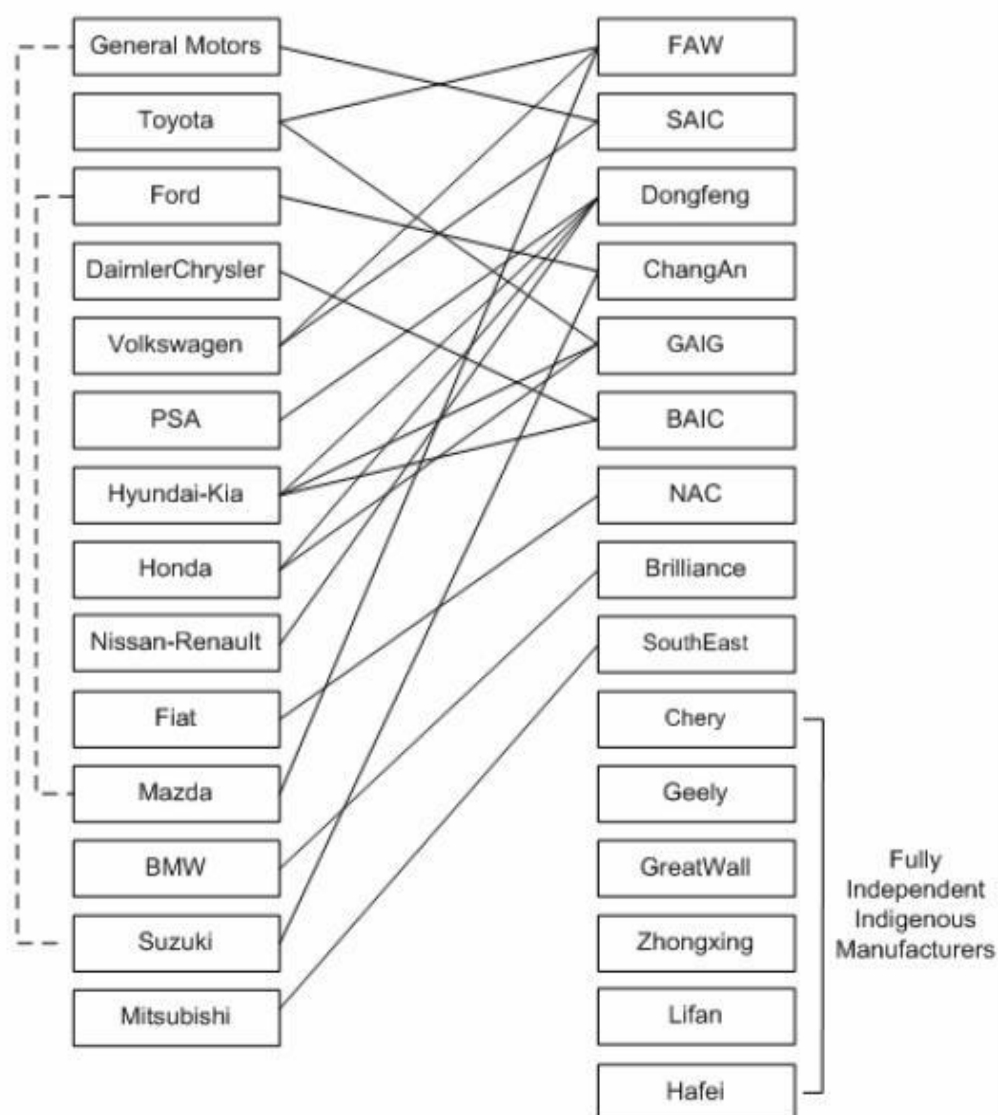 General Motors
Toyota
Ford
DaimlerChrysler
Volkswagen
PSA
Hyundai-Kia
Honda
Nissan-Renault
Fiat
Mazda
BMW
Suzuki
Mitsubishi
FAW
SAIC
Dongfeng
ChangAn
GAIG
BAIC
NAC
Brilliance
SouthEast
Chery
Geely
GreatWall
Zhongxing
Lifan
Hafei
Fully
Independent
Indigenous
Manufacturers